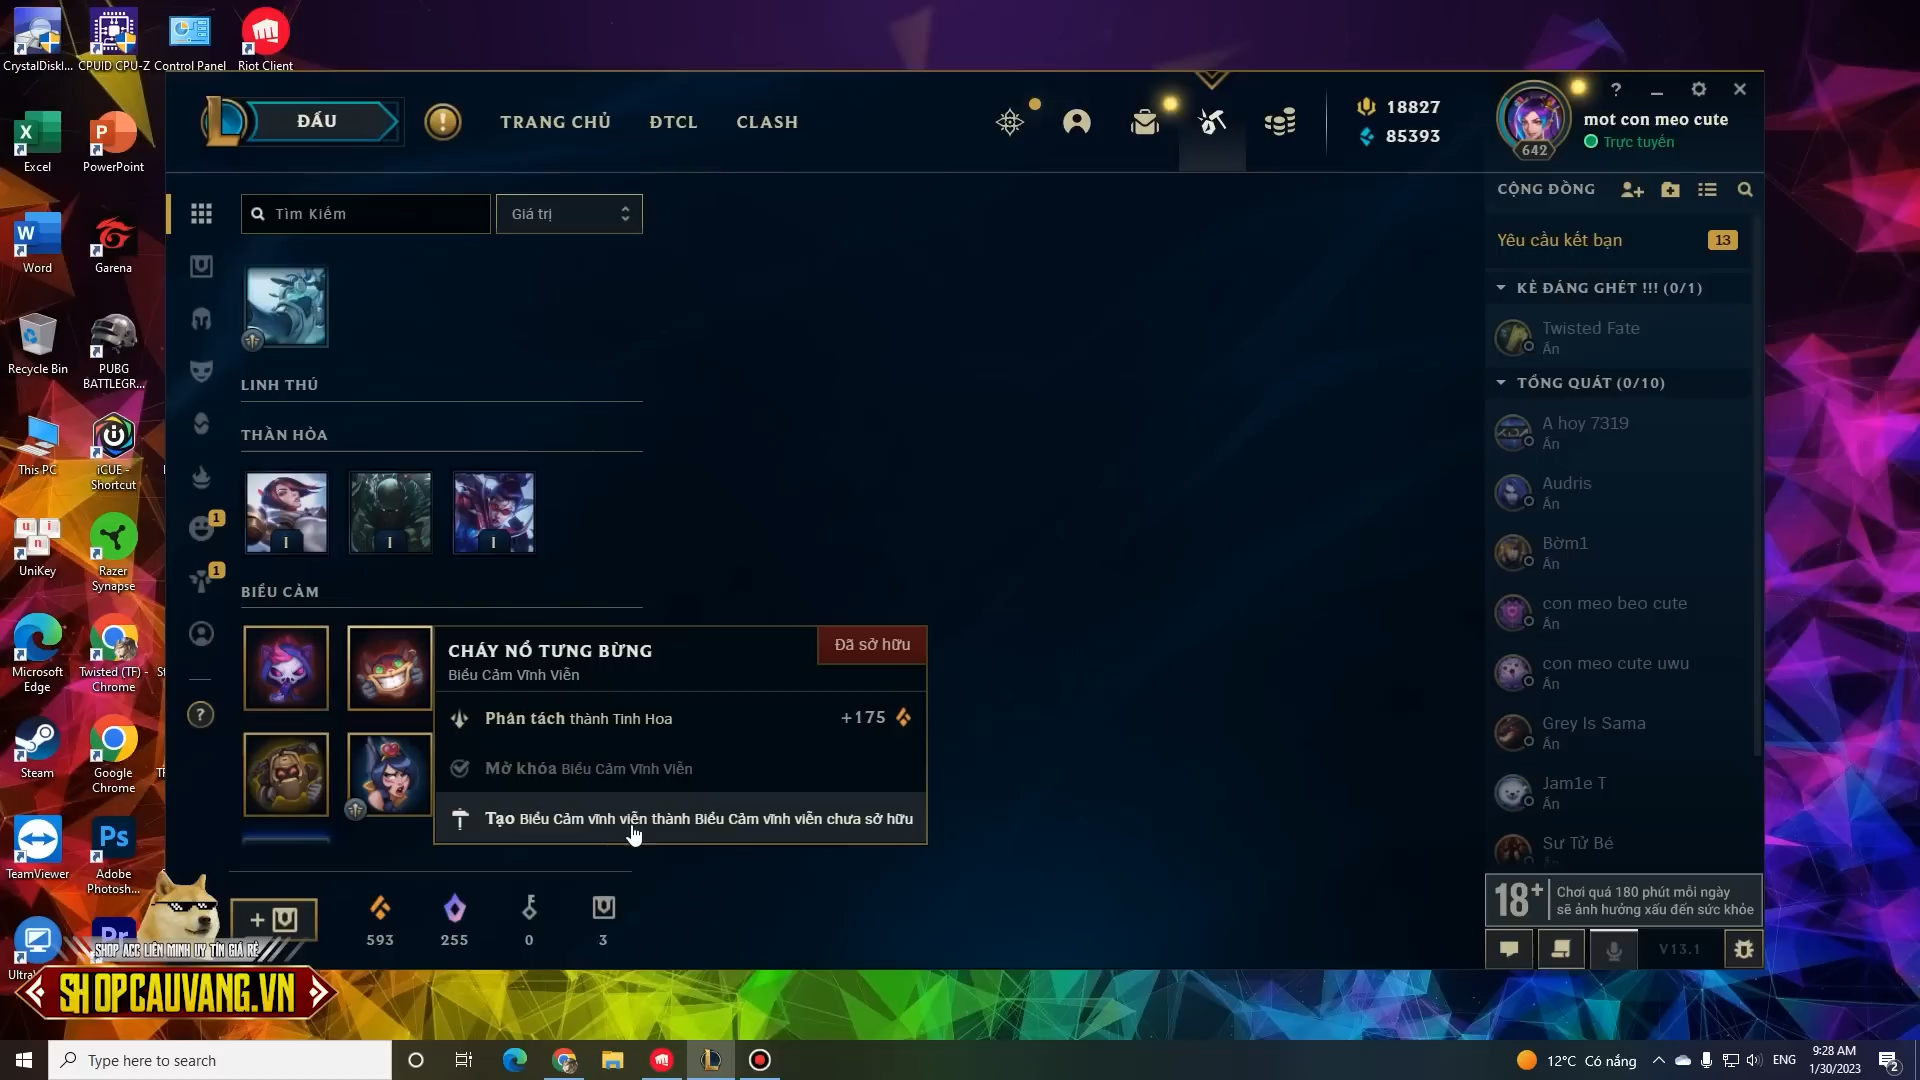 CrystalDiskI...
CPUID CPU-Z
Control Panel
Riot Client
Excel
PowerPoint
Word
Garena
Recycle Bin
PUBG
BATTLEGR...
This PC
iCUE -
Shortcut
UniKey
Razer
Synapse
Microsoft
Edge
Twisted (TF) -
Chrome
Steam
Google
Chrome
TeamViewer
Adobe
Photosh...
ĐẤU
TRANG CHỦ
ĐTCL
CLASH
18827
85393
642
mot con meo cute
Trực tuyến
Tìm Kiếm
Giá trị
LINH THÚ
THẦN HỎA
I
I
I
1
1
BIỂU CẢM
CHÁY NỔ TƯNG BỪNG
Đã sở hữu
Biểu Cảm Vĩnh Viễn
Phân tách thành Tinh Hoa
+175
Mở khóa Biểu Cảm Vĩnh Viễn
Tạo Biểu Cảm vĩnh viễn thành Biểu Cảm vĩnh viễn chưa sở hữu
593
255
0
3
CỘNG ĐỒNG
Yêu cầu kết bạn
13
KẺ ĐÁNG GHÉT !!! (0/1)
Twisted Fate
Ẩn
TỔNG QUÁT (0/10)
A hoy 7319
Ẩn
Audris
Ẩn
Bờm1
Ẩn
con meo beo cute
Ẩn
con meo cute uwu
Ẩn
Grey Is Sama
Ẩn
Jam1e T
Ẩn
Sư Tử Bé
18+
Chơi quá 180 phút mỗi ngày
sẽ ảnh hưởng xấu đến sức khỏe
V13.1
SHOP ACC LIÊN MINH UY TÍN GIÁ RẺ
SHOPCAUVANG.VN
Type here to search
12°C Có nắng
ENG
9:28 AM
1/30/2023
2